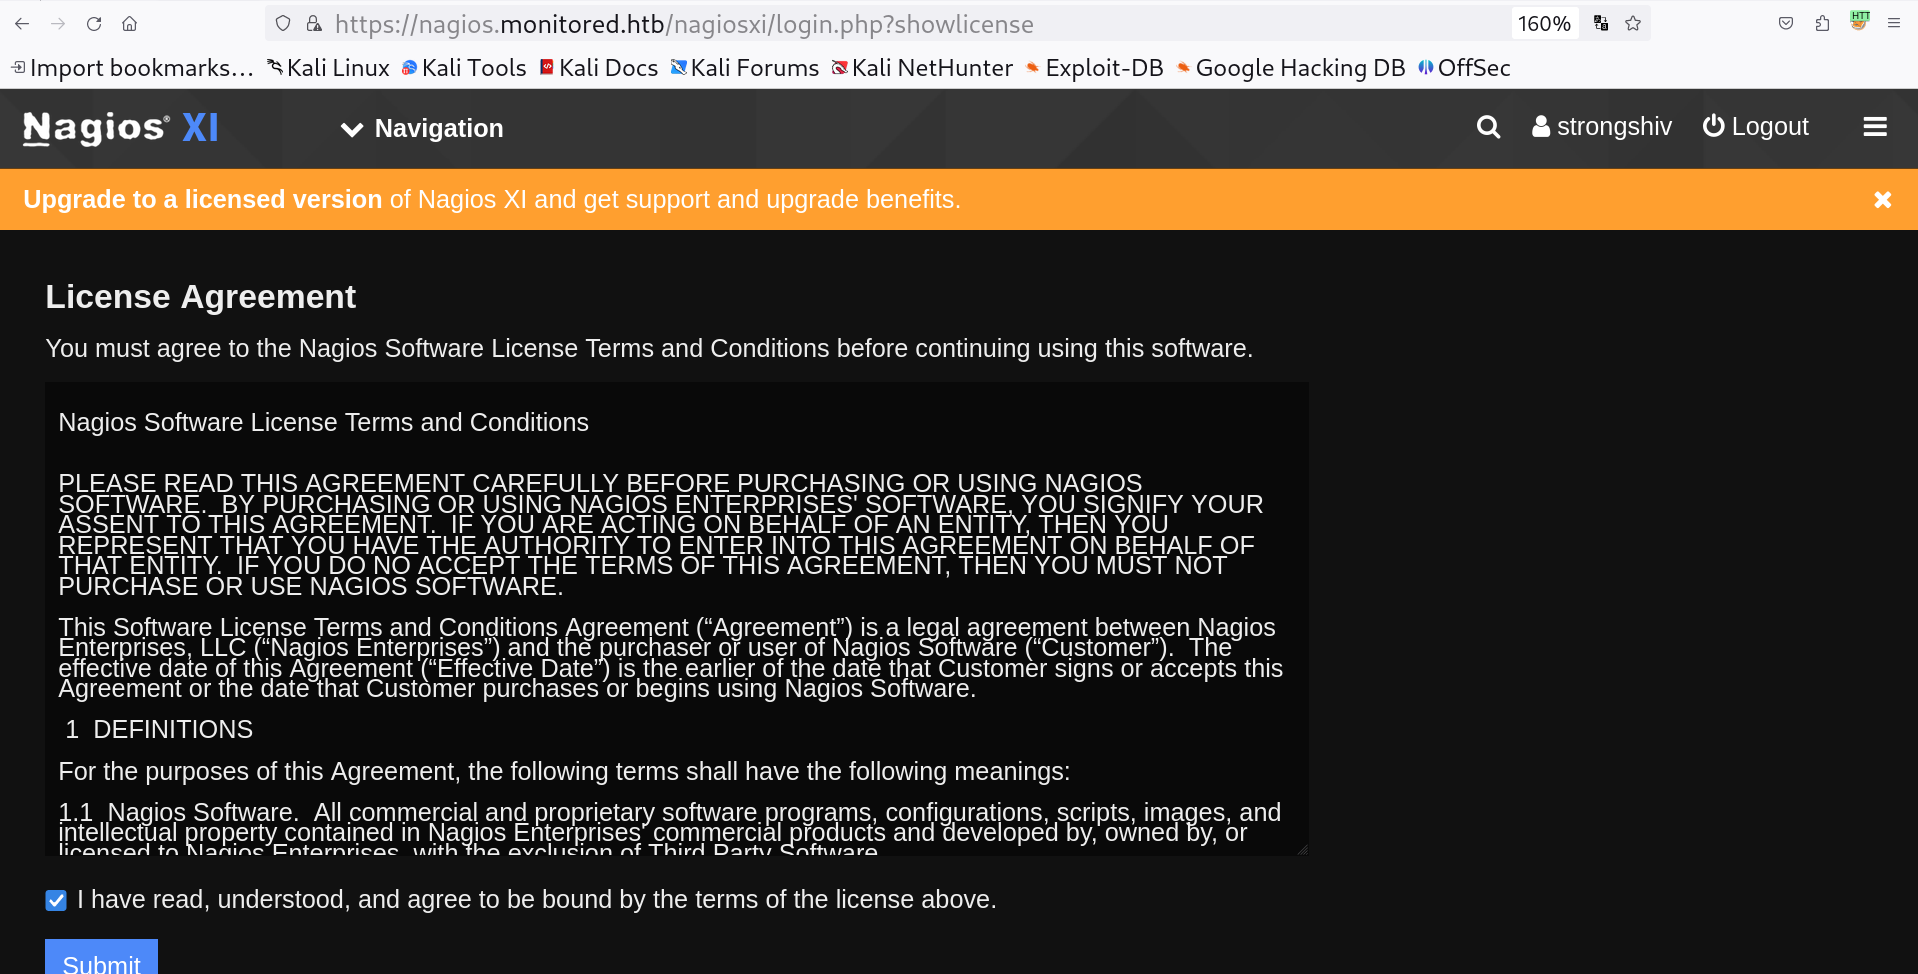 https://nagios.monitored.htb/nagiosxi/login.php?showlicense 160% HTT
Import bookmarks... Kali Linux Kali Tools Kali Docs Kali Forums Kali NetHunter Exploit-DB Google Hacking DB OffSec
Nagios® XI Navigation strongshiv Logout
Upgrade to a licensed version of Nagios XI and get support and upgrade benefits.
License Agreement
You must agree to the Nagios Software License Terms and Conditions before continuing using this software.
Nagios Software License Terms and Conditions
PLEASE READ THIS AGREEMENT CAREFULLY BEFORE PURCHASING OR USING NAGIOS
SOFTWARE.  BY PURCHASING OR USING NAGIOS ENTERPRISES' SOFTWARE, YOU SIGNIFY YOUR
ASSENT TO THIS AGREEMENT.  IF YOU ARE ACTING ON BEHALF OF AN ENTITY, THEN YOU
REPRESENT THAT YOU HAVE THE AUTHORITY TO ENTER INTO THIS AGREEMENT ON BEHALF OF
THAT ENTITY.  IF YOU DO NO ACCEPT THE TERMS OF THIS AGREEMENT, THEN YOU MUST NOT
PURCHASE OR USE NAGIOS SOFTWARE.
This Software License Terms and Conditions Agreement (“Agreement”) is a legal agreement between Nagios
Enterprises, LLC (“Nagios Enterprises”) and the purchaser or user of Nagios Software (“Customer”).  The
effective date of this Agreement (“Effective Date”) is the earlier of the date that Customer signs or accepts this
Agreement or the date that Customer purchases or begins using Nagios Software.
1  DEFINITIONS
For the purposes of this Agreement, the following terms shall have the following meanings:
1.1  Nagios Software.  All commercial and proprietary software programs, configurations, scripts, images, and
intellectual property contained in Nagios Enterprises' commercial products and developed by, owned by, or
licensed to Nagios Enterprises, with the exclusion of Third Party Software.
I have read, understood, and agree to be bound by the terms of the license above.
Submit